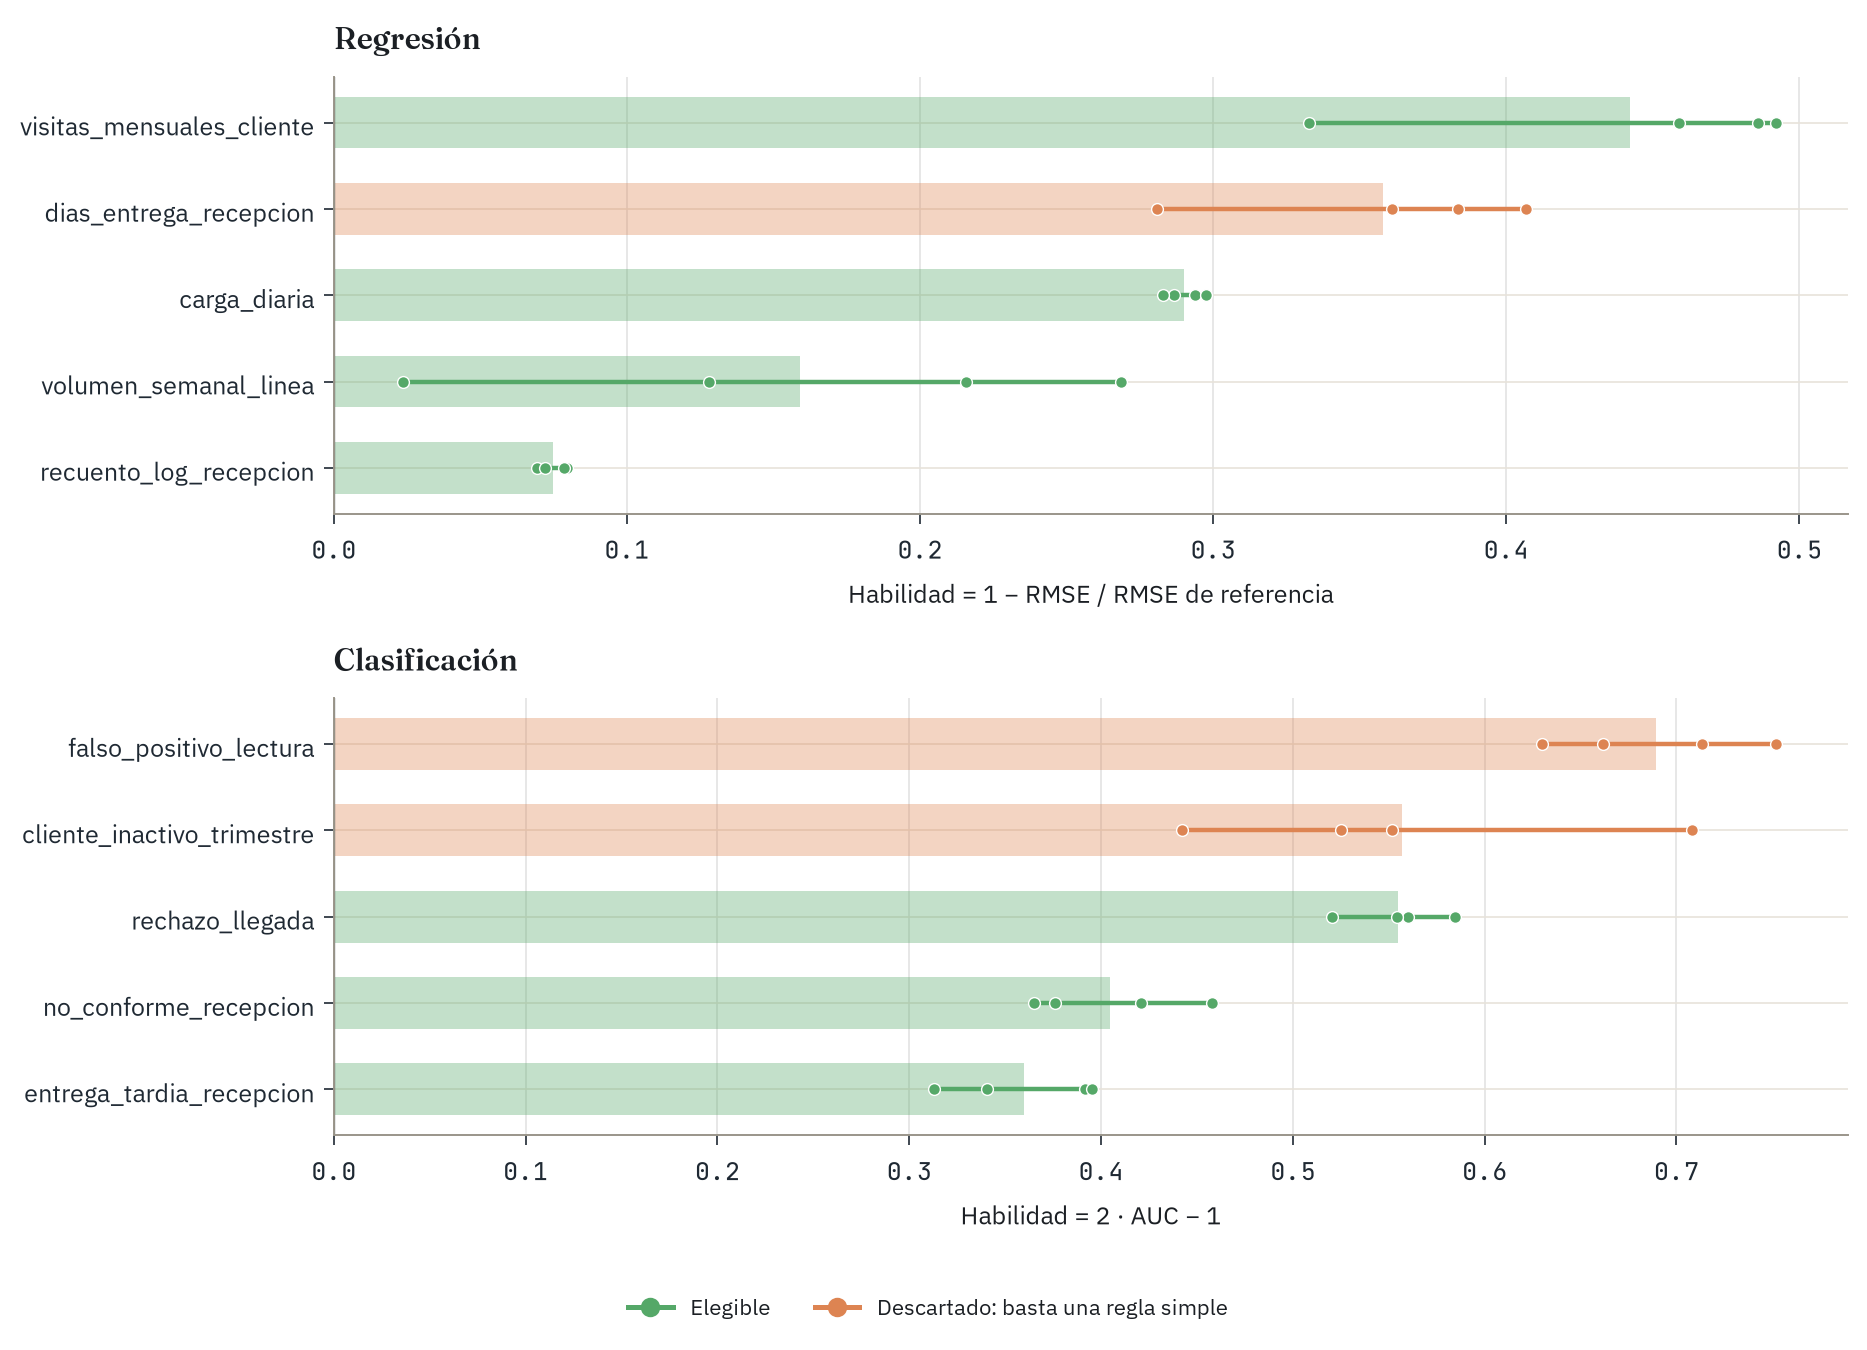 Regresión
visitas_mensuales_cliente
dias_entrega_recepcion
carga_diaria
volumen_semanal_linea
recuento_log_recepcion
0.0 0.1 0.2 0.3 0.4 0.5
Habilidad = 1 − RMSE / RMSE de referencia
Clasificación
falso_positivo_lectura
cliente_inactivo_trimestre
rechazo_llegada
no_conforme_recepcion
entrega_tardia_recepcion
0.0 0.1 0.2 0.3 0.4 0.5 0.6 0.7
Habilidad = 2 · AUC − 1
Elegible Descartado: basta una regla simple